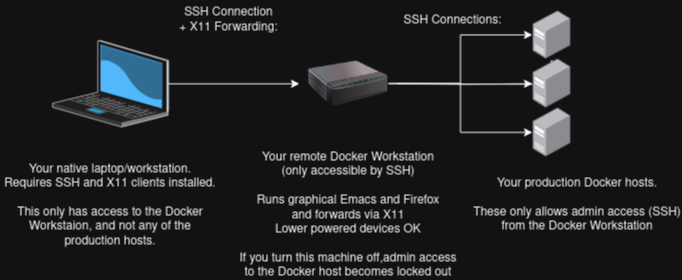 SSH Connection
+ X11 Forwarding:
SSH Connections:
Your native laptop/workstation.
Requires SSH and X11 clients installed.
This only has access to the Docker
Workstaion, and not any of the
production hosts.
Your remote Docker Workstation
(only accessible by SSH)
Runs graphical Emacs and Firefox
and forwards via X11
Lower powered devices OK
If you turn this machine off,admin access
to the Docker host becomes locked out
Your production Docker hosts.
These only allows admin access (SSH)
from the Docker Workstation